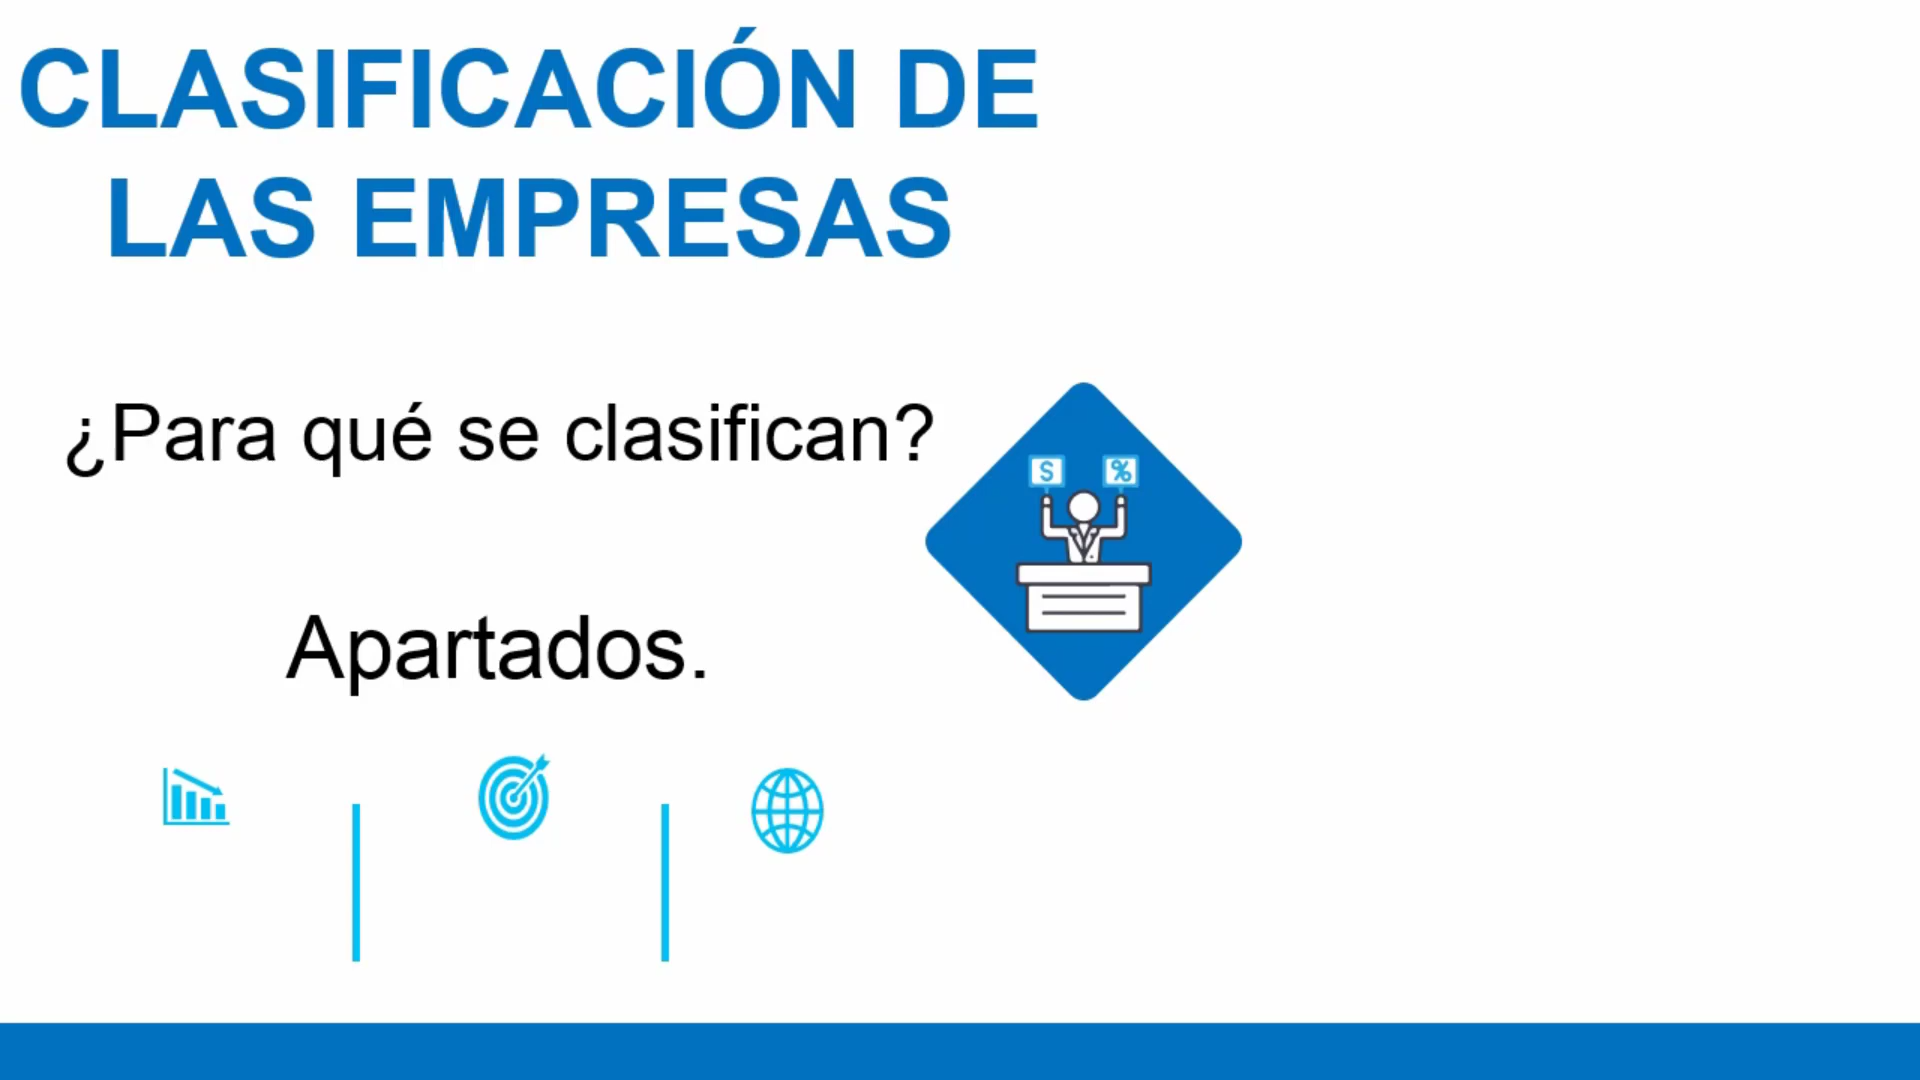 CLASIFICACIÓN DE
LAS EMPRESAS
¿Para qué se clasifican?
$ %
Apartados.